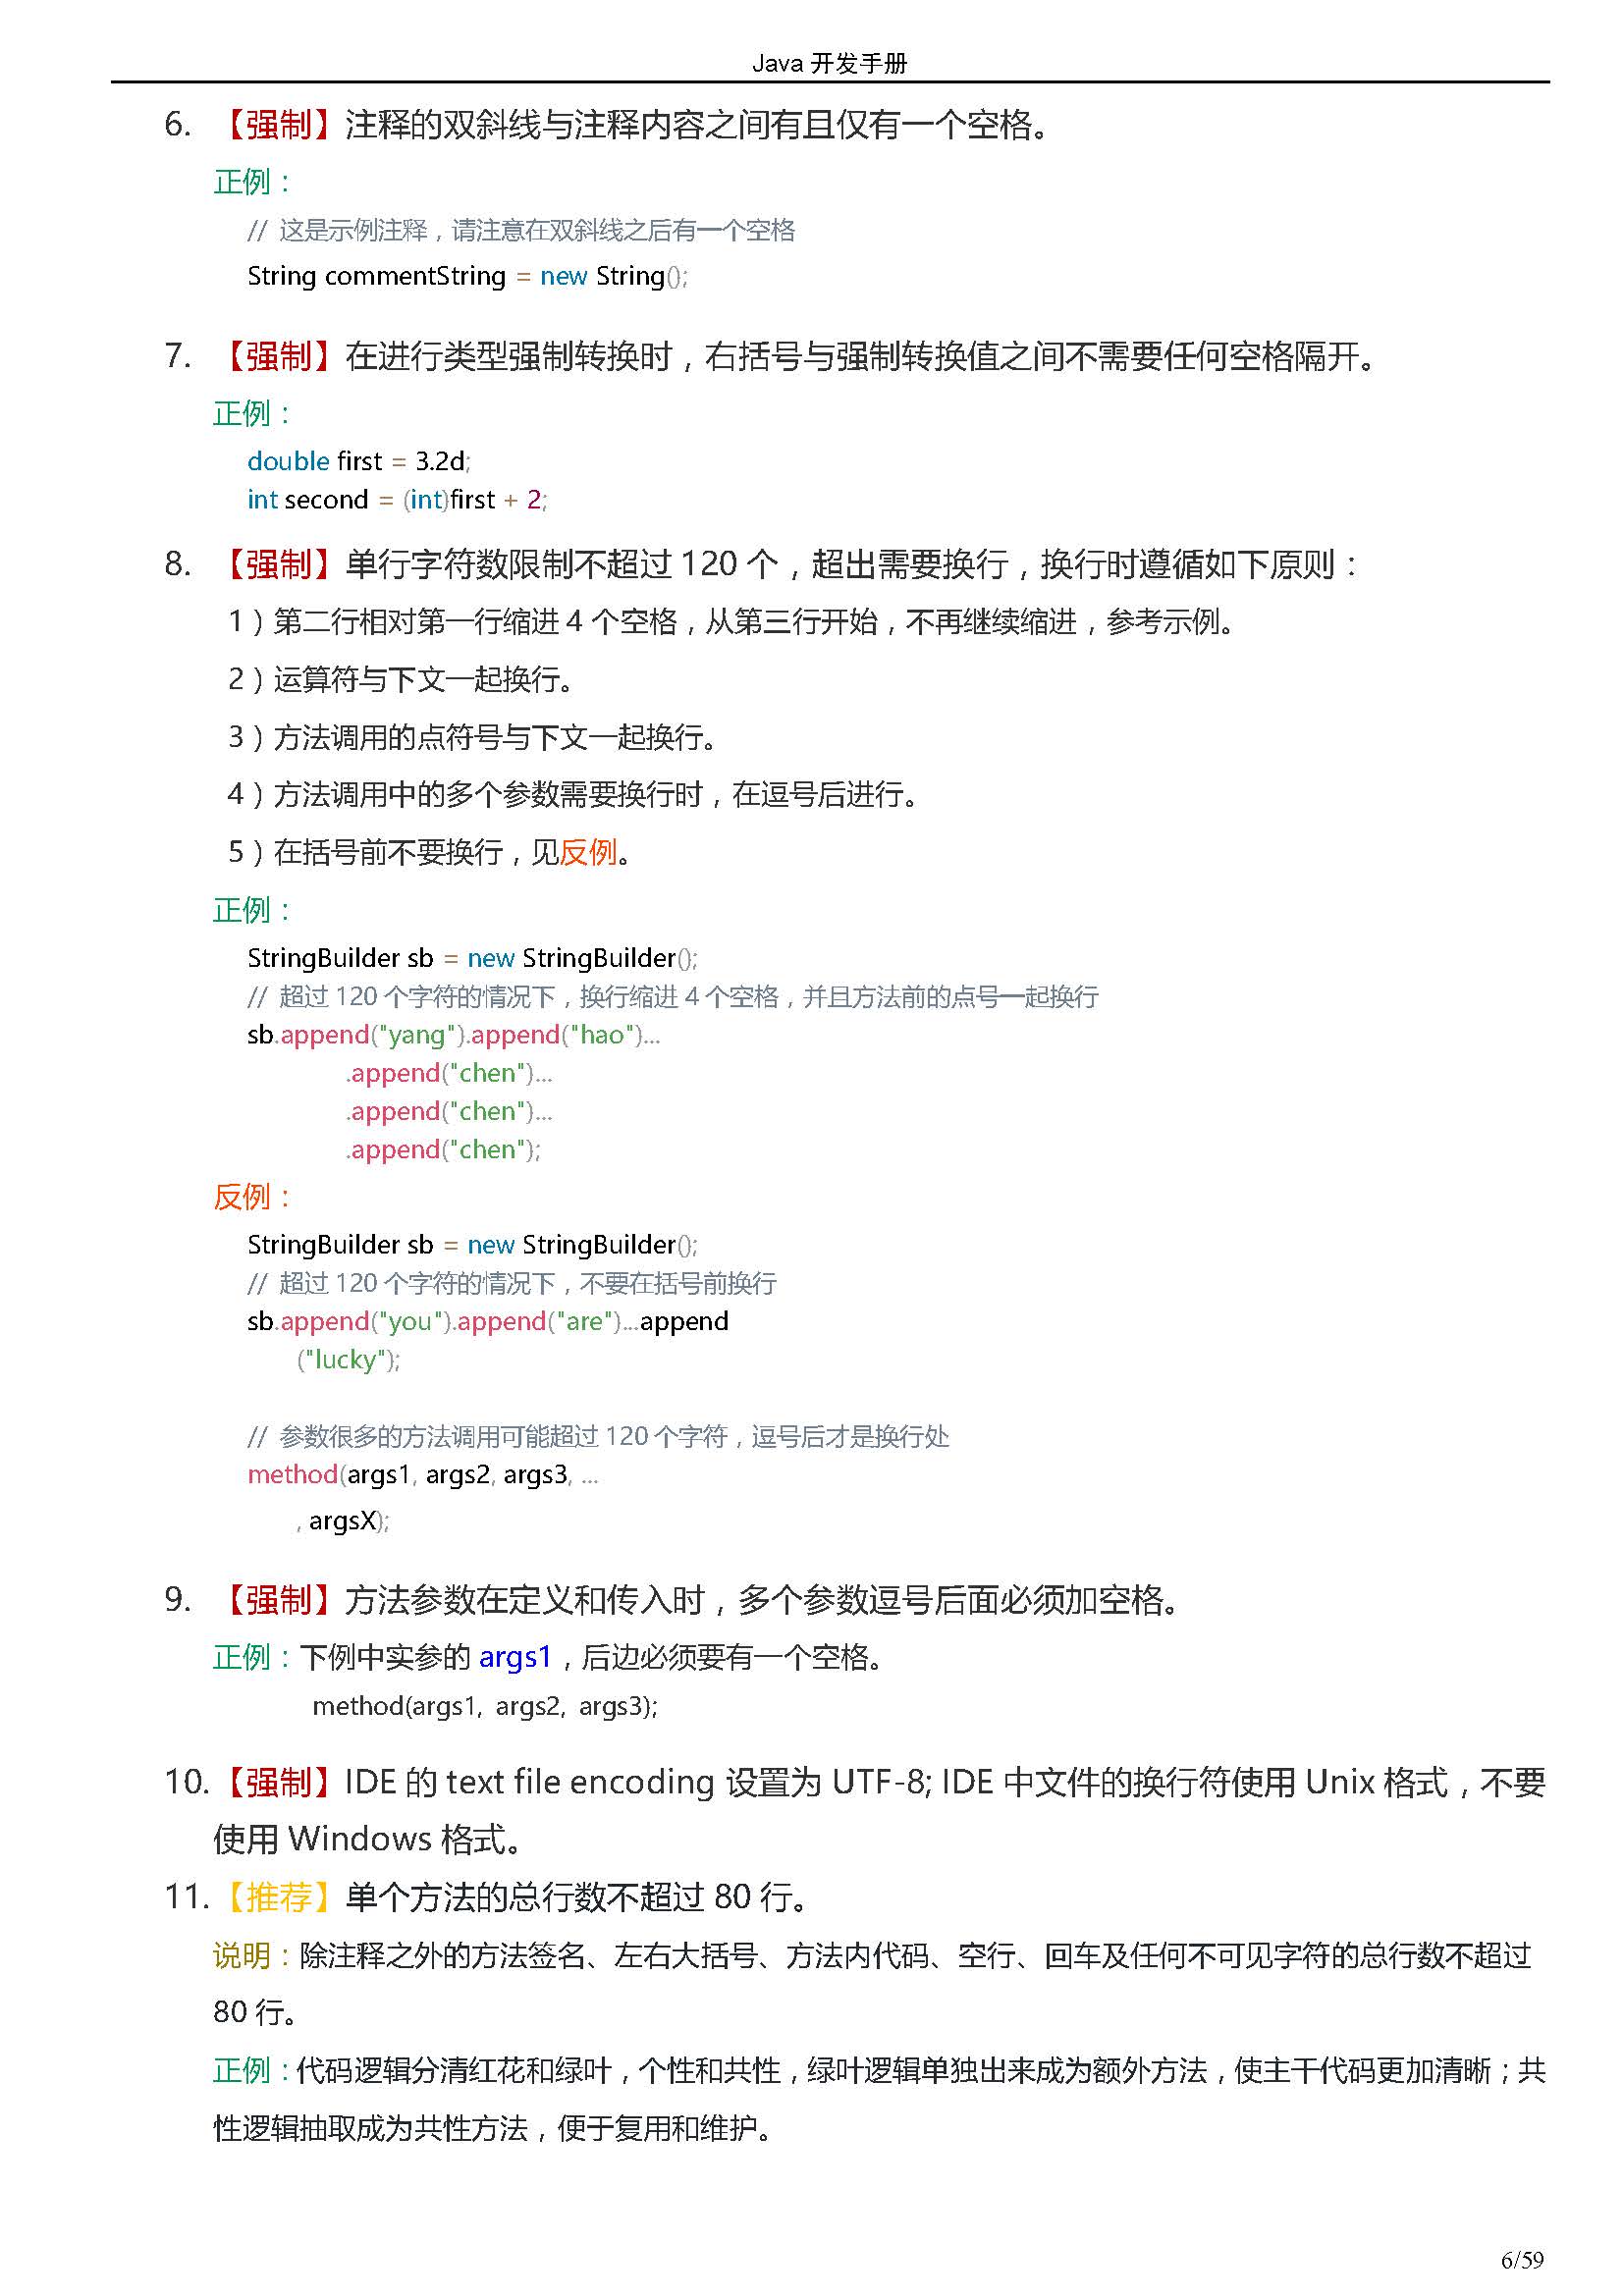 Java 开发手册
6. 【强制】注释的双斜线与注释内容之间有且仅有一个空格。
正例：
// 这是示例注释，请注意在双斜线之后有一个空格
String commentString = new String();
7. 【强制】在进行类型强制转换时，右括号与强制转换值之间不需要任何空格隔开。
正例：
double first = 3.2d;
int second = (int)first + 2;
8. 【强制】单行字符数限制不超过 120 个，超出需要换行，换行时遵循如下原则：
1）第二行相对第一行缩进 4 个空格，从第三行开始，不再继续缩进，参考示例。
2）运算符与下文一起换行。
3）方法调用的点符号与下文一起换行。
4）方法调用中的多个参数需要换行时，在逗号后进行。
5）在括号前不要换行，见反例。
正例：
StringBuilder sb = new StringBuilder();
// 超过 120 个字符的情况下，换行缩进 4 个空格，并且方法前的点号一起换行
sb.append("yang").append("hao")...
.append("chen")...
.append("chen")...
.append("chen");
反例：
StringBuilder sb = new StringBuilder();
// 超过 120 个字符的情况下，不要在括号前换行
sb.append("you").append("are")...append
("lucky");
// 参数很多的方法调用可能超过 120 个字符，逗号后才是换行处
method(args1, args2, args3, ...
, argsX);
9. 【强制】方法参数在定义和传入时，多个参数逗号后面必须加空格。
正例：下例中实参的 args1，后边必须要有一个空格。
method(args1, args2, args3);
10. 【强制】IDE 的 text file encoding 设置为 UTF-8; IDE 中文件的换行符使用 Unix 格式，不要
使用 Windows 格式。
11. 【推荐】单个方法的总行数不超过 80 行。
说明：除注释之外的方法签名、左右大括号、方法内代码、空行、回车及任何不可见字符的总行数不超过
80 行。
正例：代码逻辑分清红花和绿叶，个性和共性，绿叶逻辑单独出来成为额外方法，使主干代码更加清晰；共
性逻辑抽取成为共性方法，便于复用和维护。
6/59